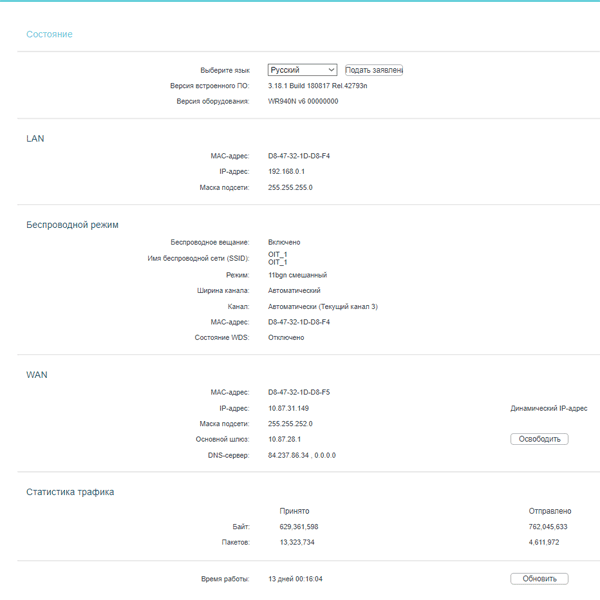 Состояние
Выберите язык Русский Подать заявлени
Версия встроенного ПО: 3.18.1 Build 180817 Rel.42793n
Версия оборудования: WR940N v6 00000000
LAN
MAC-адрес: D8-47-32-1D-D8-F4
IP-адрес: 192.168.0.1
Маска подсети: 255.255.255.0
Беспроводной режим
Беспроводное вещание: Включено
Имя беспроводной сети (SSID): OIT_1
OIT_1
Режим: 11bgn смешанный
Ширина канала: Автоматический
Канал: Автоматически (Текущий канал 3)
MAC-адрес: D8-47-32-1D-D8-F4
Состояние WDS: Отключено
WAN
MAC-адрес: D8-47-32-1D-D8-F5
IP-адрес: 10.87.31.149 Динамический IP-адрес
Маска подсети: 255.255.252.0
Основной шлюз: 10.87.28.1 Освободить
DNS-сервер: 84.237.86.34 , 0.0.0.0
Статистика трафика
Принято Отправлено
Байт: 629,361,598 762,045,633
Пакетов: 13,323,734 4,611,972
Время работы: 13 дней 00:16:04 Обновить